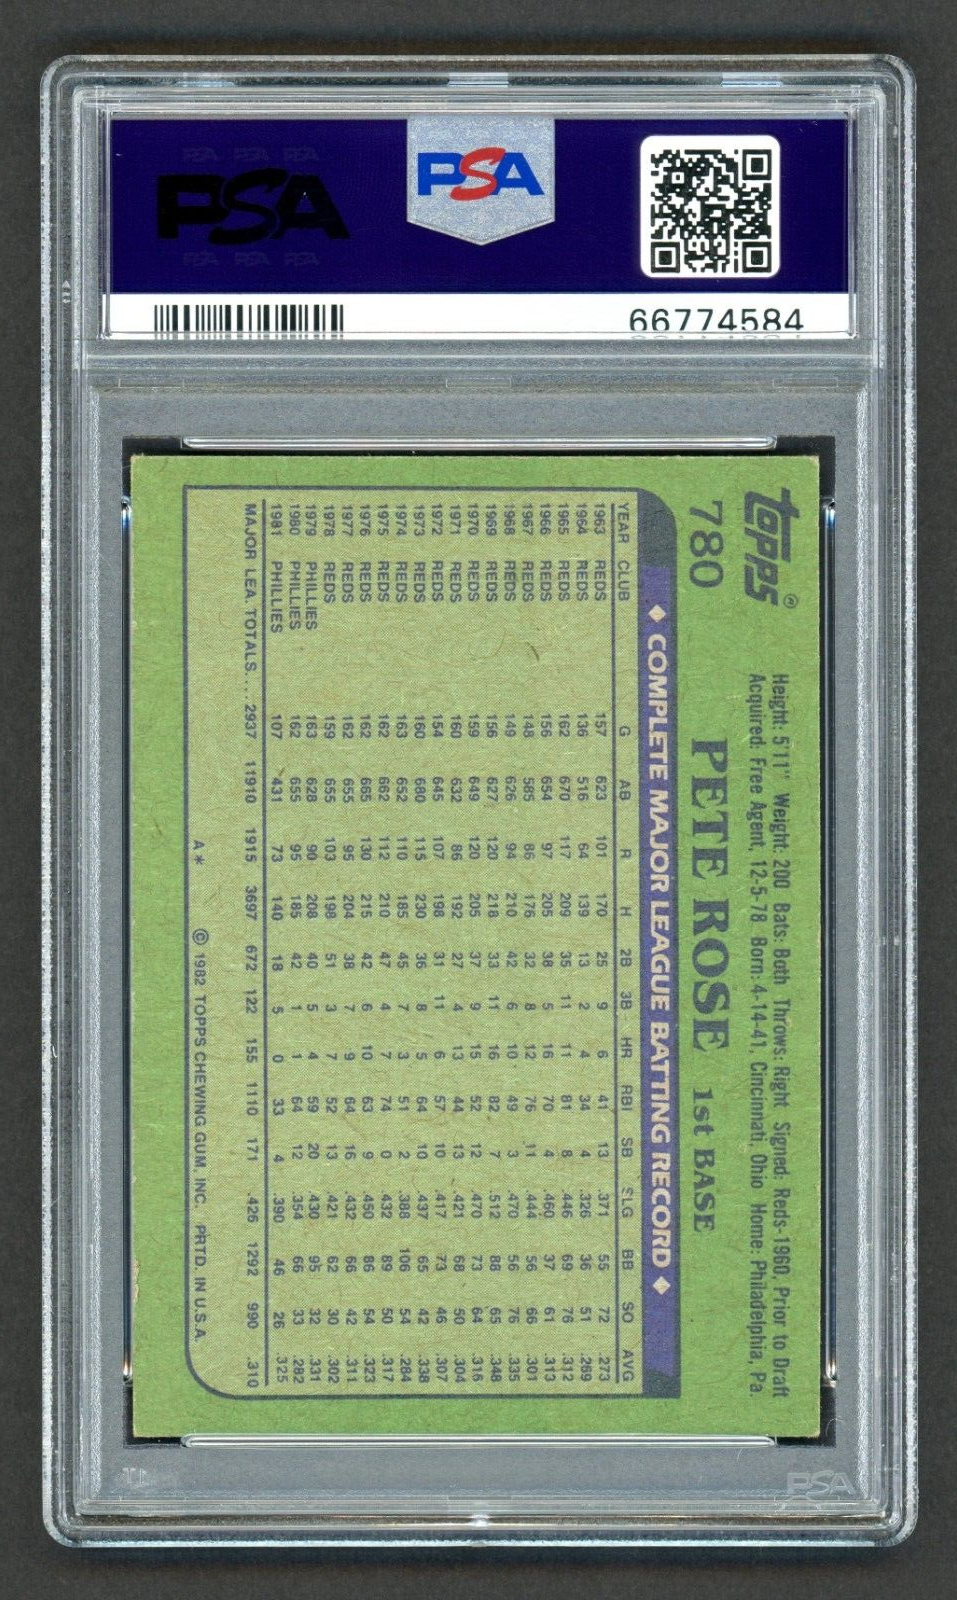 PSA
PSA
66774584
topps®
780
Height: 5'11" Weight: 200 Bats: Both Throws: Right Signed: Reds-1960, Prior to Draft
Acquired: Free Agent, 12-5-78 Born: 4-14-41, Cincinnati, Ohio Home: Philadelphia, Pa.
PETE ROSE 1st BASE
◆ COMPLETE MAJOR LEAGUE BATTING RECORD ◆
YEAR CLUB G AB R H 2B 3B HR RBI SB SLG BB SO AVG
1963 REDS 157 623 101 170 25 9 6 41 13 .371 55 72 .273
1964 REDS 136 516 64 139 13 2 4 34 4 .326 36 51 .269
1965 REDS 162 670 117 209 35 11 11 81 8 .446 69 76 .312
1966 REDS 156 654 97 205 38 5 16 70 4 .460 37 61 .313
1967 REDS 148 585 86 176 32 8 12 76 11 .444 56 66 .301
1968 REDS 149 626 94 210 42 6 10 49 3 .470 56 76 .335
1969 REDS 156 627 120 218 33 11 16 82 7 .512 88 65 .348
1970 REDS 159 649 120 205 37 9 15 52 12 .470 73 64 .316
1971 REDS 160 632 86 192 27 4 13 44 13 .421 68 50 .304
1972 REDS 154 645 107 198 31 11 6 57 10 .417 73 46 .307
1973 REDS 160 680 115 230 36 8 5 64 10 .437 65 42 .338
1974 REDS 163 652 110 185 45 7 3 51 2 .388 106 54 .284
1975 REDS 162 662 112 210 47 4 7 74 0 .432 89 50 .317
1976 REDS 162 665 130 215 42 6 10 63 9 .450 86 54 .323
1977 REDS 162 655 95 204 38 7 9 64 16 .432 66 42 .311
1978 REDS 159 655 103 198 51 3 7 52 13 .421 62 30 .302
1979 PHILLIES 163 628 90 208 40 5 4 59 20 .430 95 32 .331
1980 PHILLIES 162 655 95 185 42 1 1 64 12 .354 66 33 .282
1981 PHILLIES 107 431 73 140 18 5 0 33 4 .390 46 26 .325
MAJOR LEA. TOTALS.... 2937 11910 1915 3697 672 122 155 1110 171 .426 1292 990 .310
A* © 1982 TOPPS CHEWING GUM, INC. PRTD. IN U.S.A.
PSA